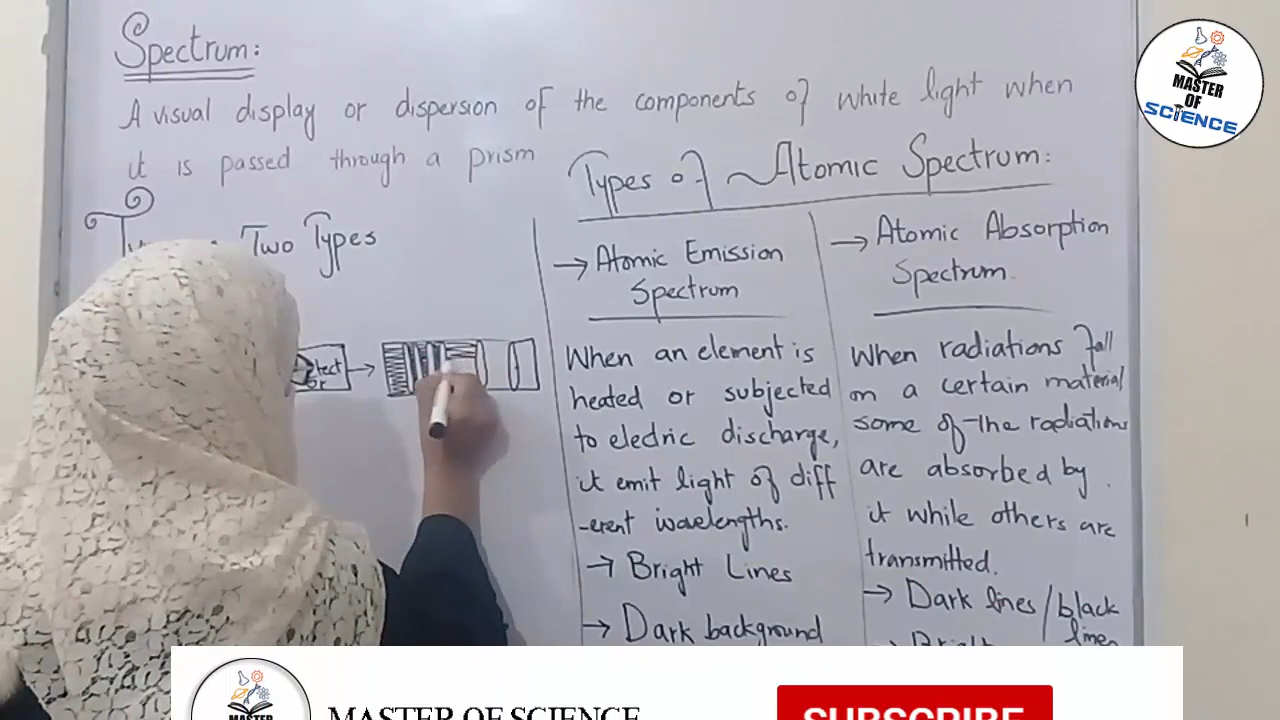 Spectrum:
A visual display or dispersion of the components of white light when
it is passed through a prism
Two Types
Types of Atomic Spectrum:
→ Atomic Emission
Spectrum
When an element is
heated or subjected
to eledric discharge,
it emit light of diff
-erent wavelengths.
→ Bright Lines
→ Dark background
→ Atomic Absorption
Spectrum.
When radiations fall
on a certain material
some of the radiations
are absorbed by
it while others are
transmitted.
→ Dark lines / black
lines
MASTER
OF
SCIENCE
MASTER
MASTER OF SCIENCE
SUBSCRIBE